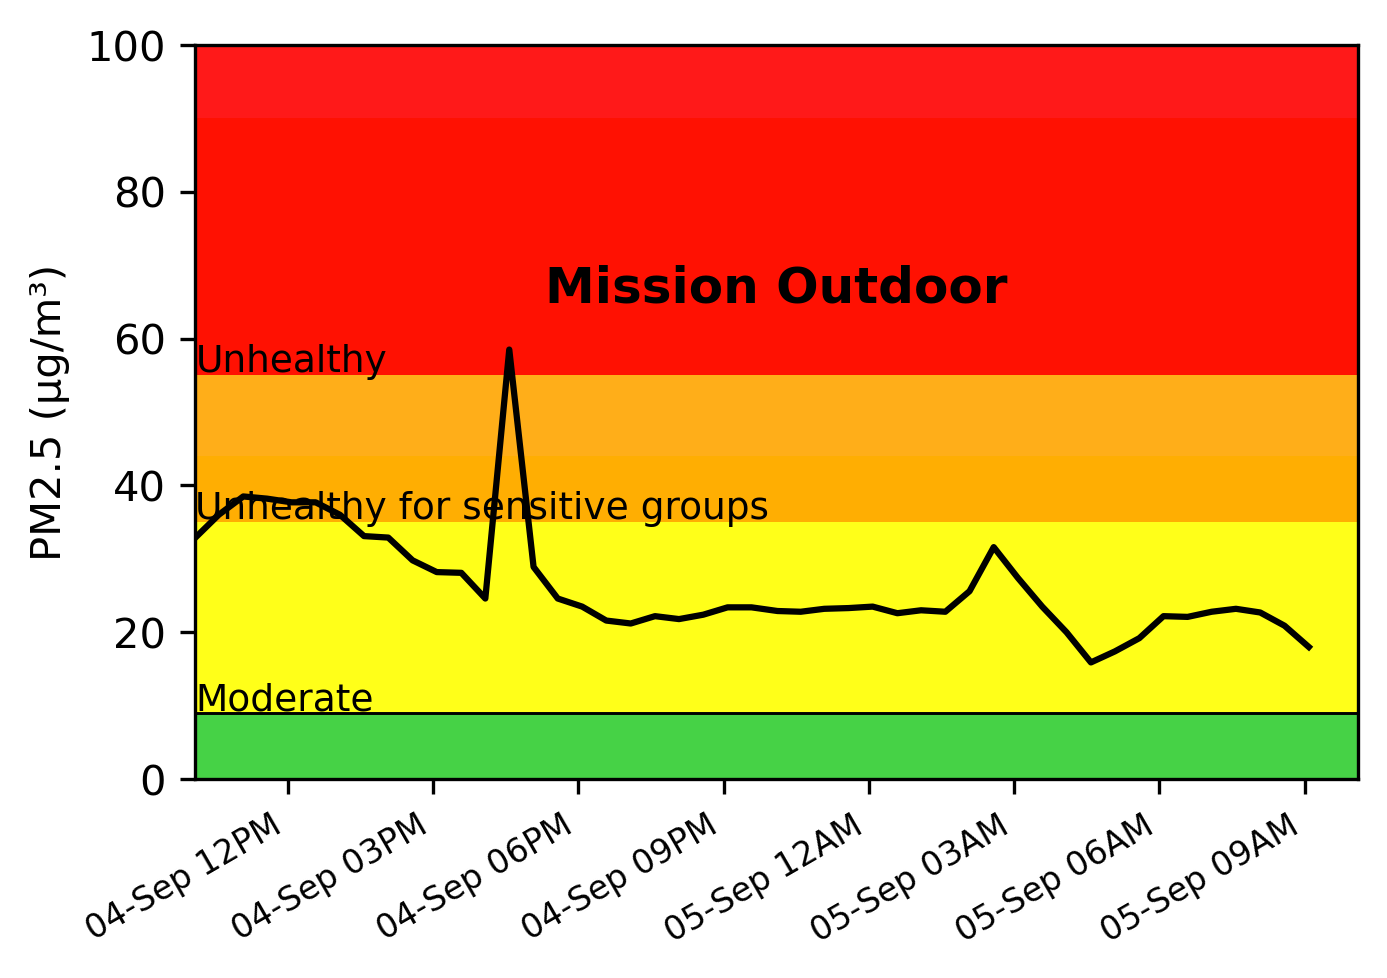 100
80
60
40
20
0
PM2.5 (µg/m³)
Mission Outdoor
Unhealthy
Unhealthy for sensitive groups
Moderate
04-Sep 12PM
04-Sep 03PM
04-Sep 06PM
04-Sep 09PM
05-Sep 12AM
05-Sep 03AM
05-Sep 06AM
05-Sep 09AM